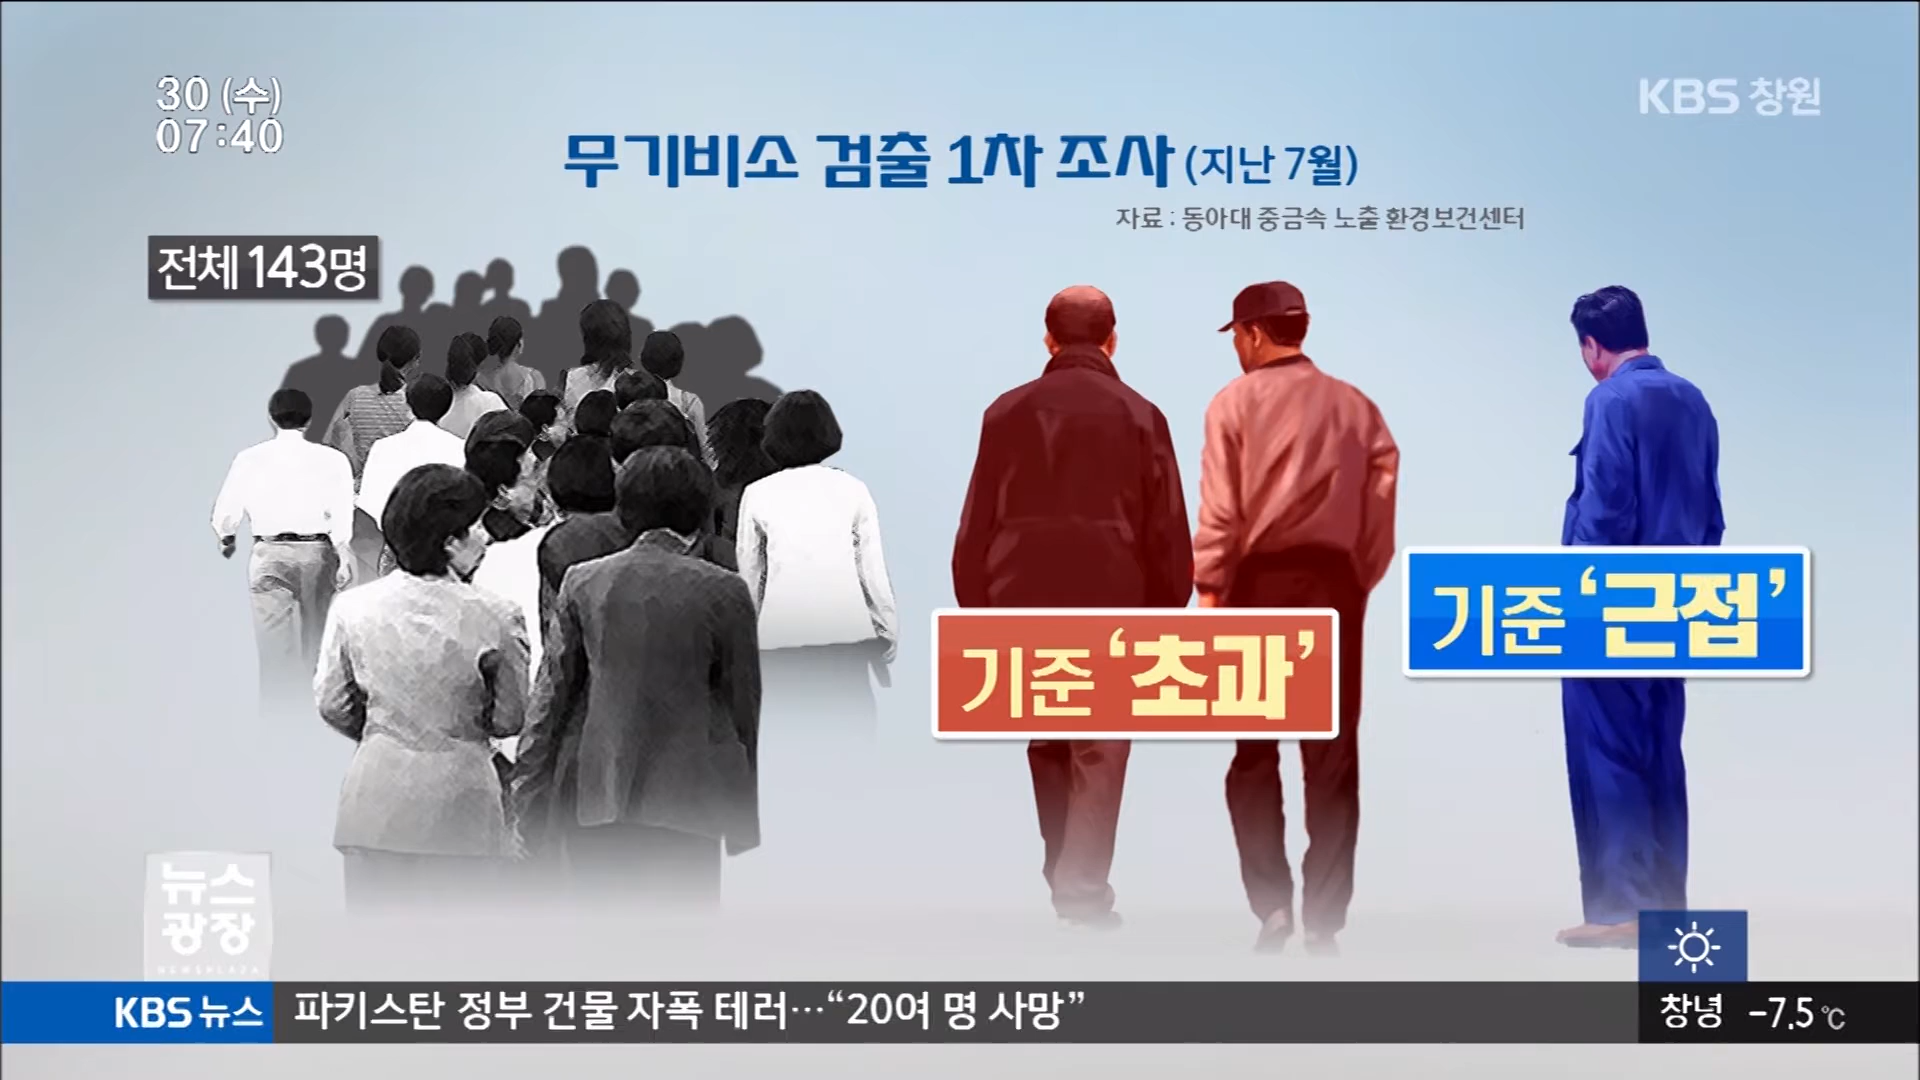 30 (수)
07:40
KBS 창원
무기비소 검출 1차 조사 (지난 7월)
자료 : 동아대 중금속 노출 환경보건센터
전체 143명
기준 ‘초과’
기준 ‘근접’
뉴스
광장
NEWSPLAZA
KBS 뉴스
파키스탄 정부 건물 자폭 테러…“20여 명 사망”
창녕 -7.5 ℃